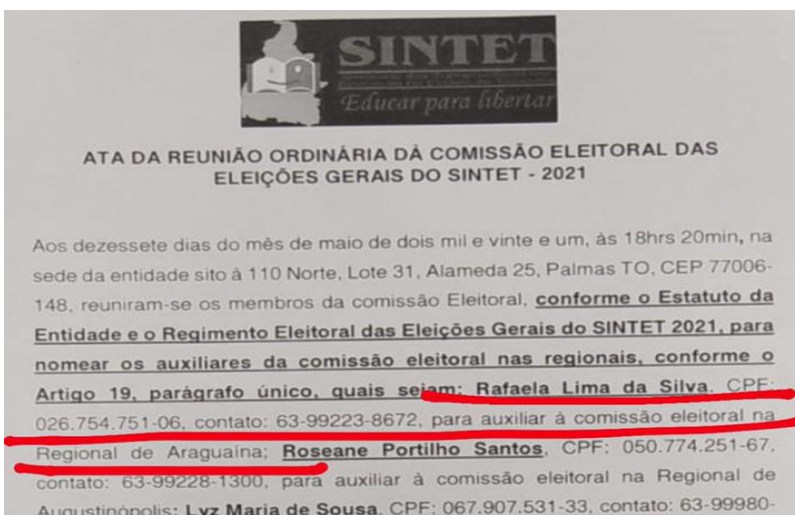 SINTET
Educar para libertar
ATA DA REUNIÃO ORDINÁRIA DA COMISSÃO ELEITORAL DAS
ELEIÇÕES GERAIS DO SINTET - 2021
Aos dezessete dias do mês de maio de dois mil e vinte e um, às 18hrs 20min, na
sede da entidade sito à 110 Norte, Lote 31, Alameda 25, Palmas TO, CEP 77006-
148, reuniram-se os membros da comissão Eleitoral, conforme o Estatuto da
Entidade e o Regimento Eleitoral das Eleições Gerais do SINTET 2021, para
nomear os auxiliares da comissão eleitoral nas regionais, conforme o
Artigo 19, parágrafo único, quais sejam: Rafaela Lima da Silva, CPF:
026.754.751-06, contato: 63-99223-8672, para auxiliar à comissão eleitoral na
Regional de Araguaína; Roseane Portilho Santos, CPF: 050.774.251-67,
contato: 63-99228-1300, para auxiliar à comissão eleitoral na Regional de
Augustinópolis; Lyz Maria de Sousa, CPF: 067.907.531-33, contato: 63-99980-